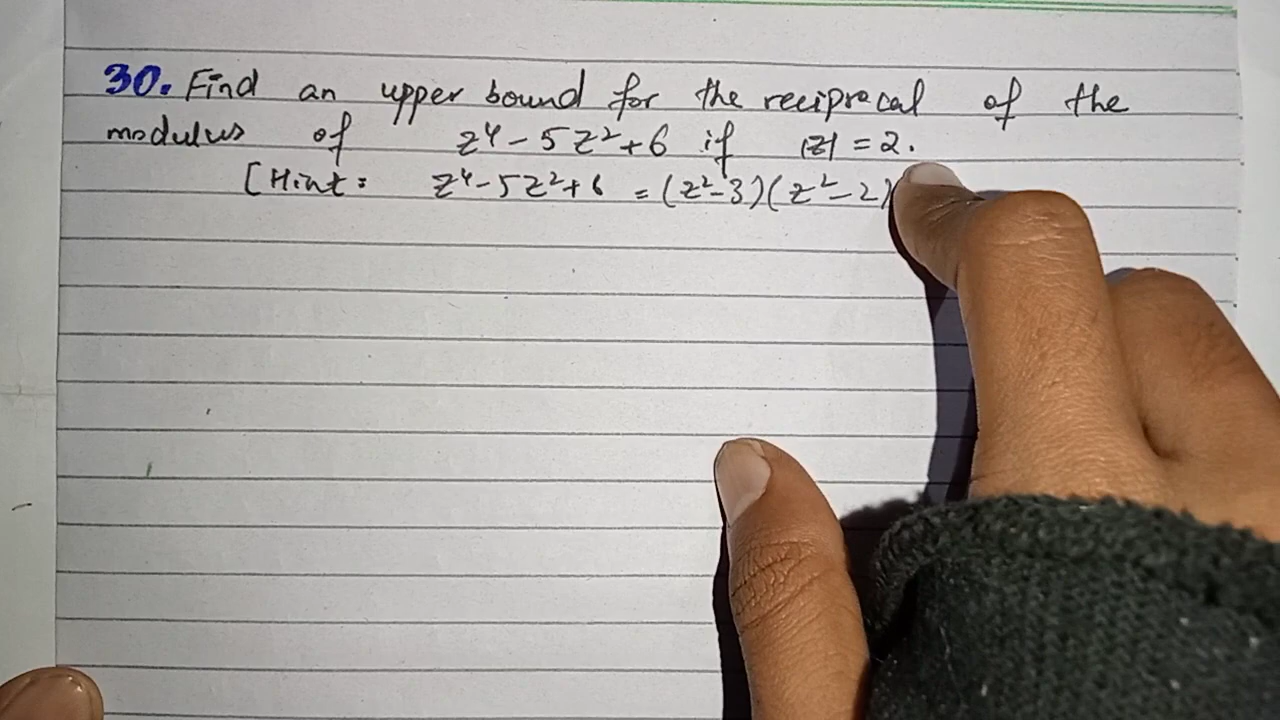 30. Find an upper bound for the reciprocal of the
modulus of z⁴ - 5z² + 6 if |z| = 2.
[Hint: z⁴ - 5z² + 6 = (z² - 3)(z² - 2)